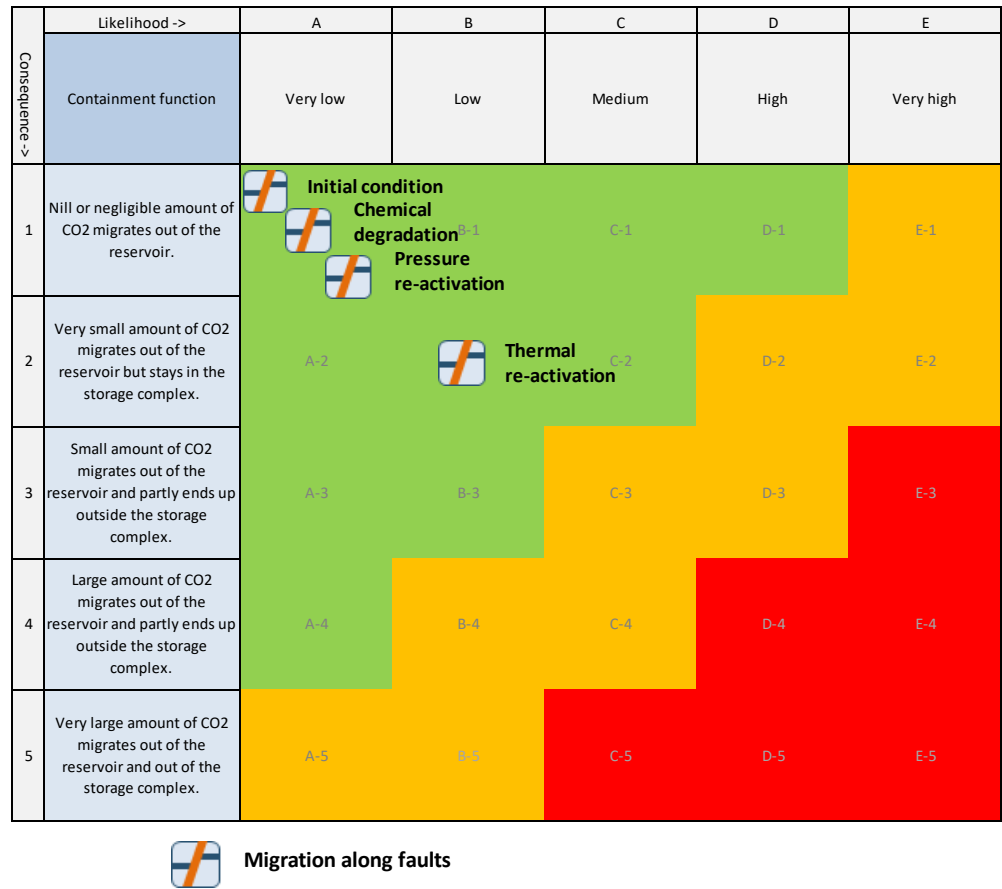 Likelihood ->
A
B
C
D
E
Consequence ->
Containment function
Very low
Low
Medium
High
Very high
1
Nill or negligible amount of
CO2 migrates out of the
reservoir.
Initial condition
Chemical
degradation
Pressure
re-activation
B-1
C-1
D-1
E-1
2
Very small amount of CO2
migrates out of the
reservoir but stays in the
storage complex.
A-2
Thermal
re-activation
C-2
D-2
E-2
3
Small amount of CO2
migrates out of the
reservoir and partly ends up
outside the storage
complex.
A-3
B-3
C-3
D-3
E-3
4
Large amount of CO2
migrates out of the
reservoir and partly ends up
outside the storage
complex.
A-4
B-4
C-4
D-4
E-4
5
Very large amount of CO2
migrates out of the
reservoir and out of the
storage complex.
A-5
B-5
C-5
D-5
E-5
Migration along faults